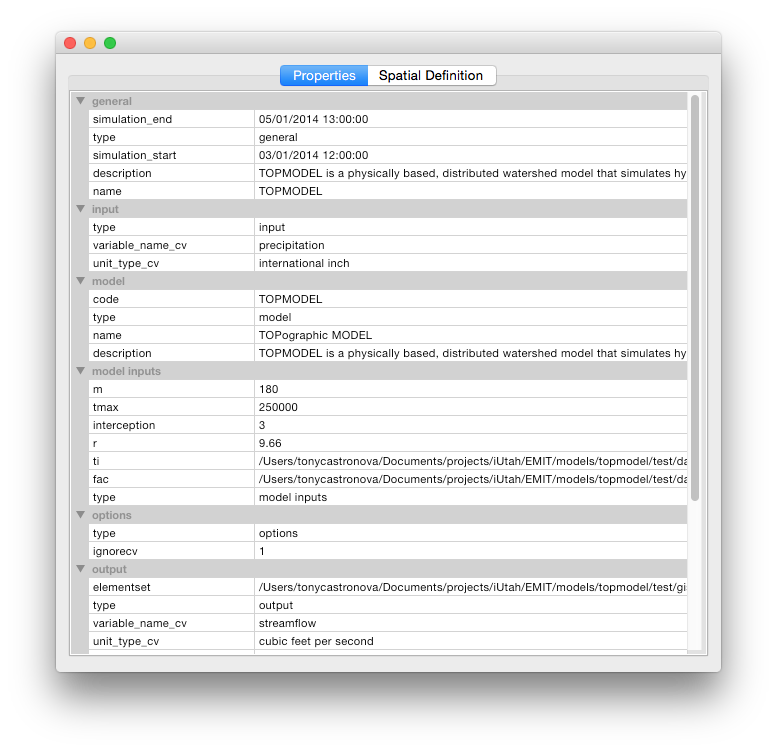 Properties Spatial Definition
general
simulation_end 05/01/2014 13:00:00
type general
simulation_start 03/01/2014 12:00:00
description TOPMODEL is a physically based, distributed watershed model that simulates hy
name TOPMODEL
input
type input
variable_name_cv precipitation
unit_type_cv international inch
model
code TOPMODEL
type model
name TOPographic MODEL
description TOPMODEL is a physically based, distributed watershed model that simulates hy
model inputs
m 180
tmax 250000
interception 3
r 9.66
ti /Users/tonycastronova/Documents/projects/iUtah/EMIT/models/topmodel/test/da
fac /Users/tonycastronova/Documents/projects/iUtah/EMIT/models/topmodel/test/da
type model inputs
options
type options
ignorecv 1
output
elementset /Users/tonycastronova/Documents/projects/iUtah/EMIT/models/topmodel/test/gi
type output
variable_name_cv streamflow
unit_type_cv cubic feet per second